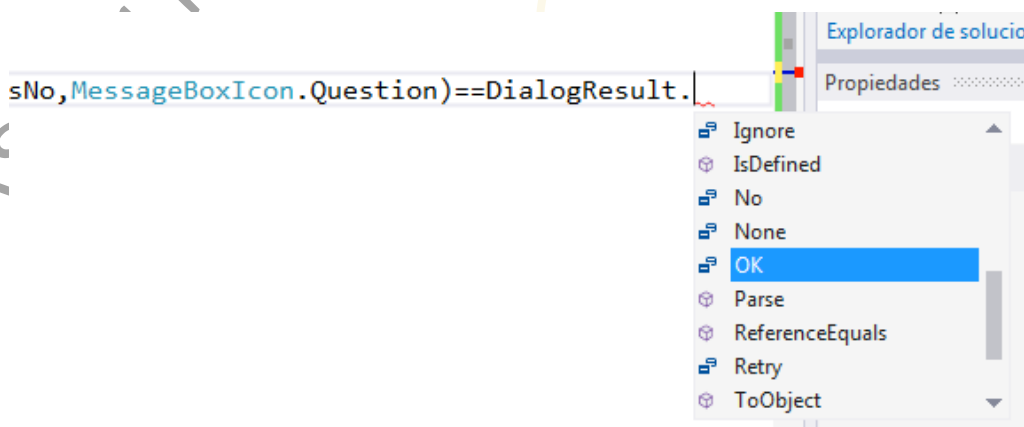 Explorador de solucio
Propiedades
sNo,MessageBoxIcon.Question)==DialogResult.
Ignore
IsDefined
No
None
OK
Parse
ReferenceEquals
Retry
ToObject